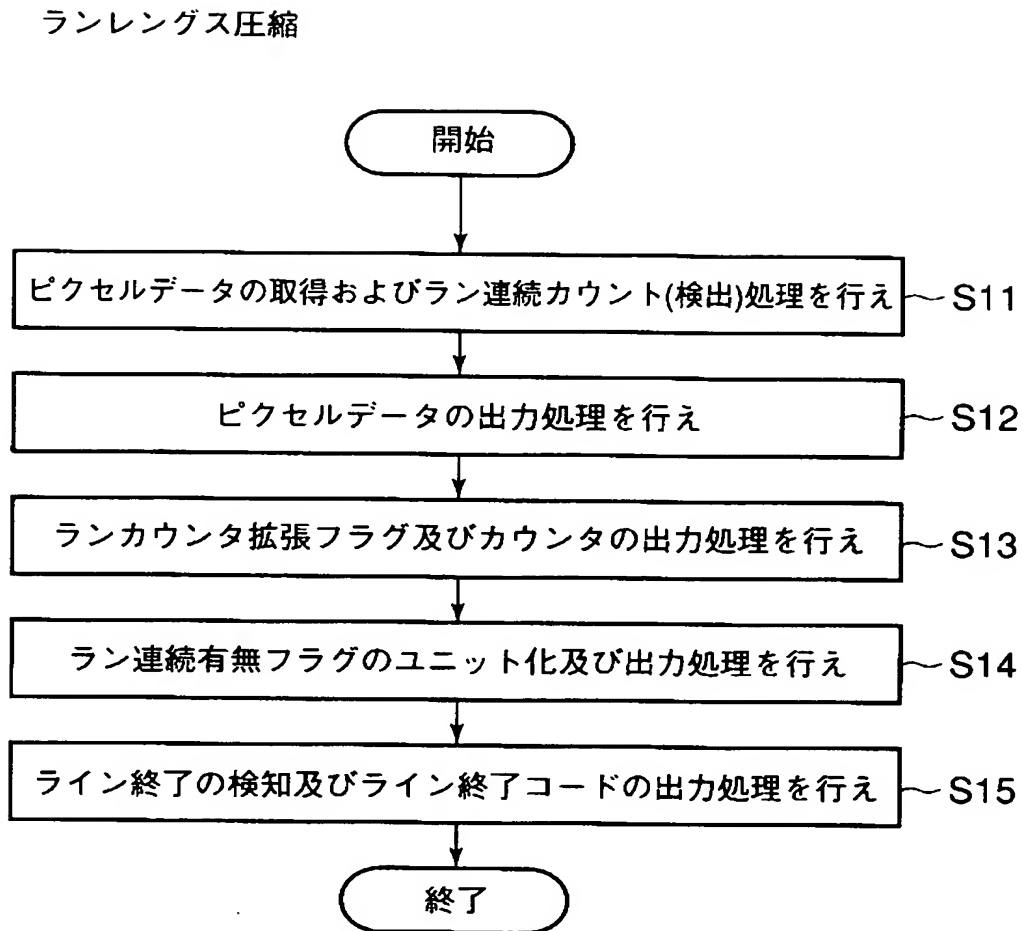 ランレングス圧縮
開始
ピクセルデータの取得およびラン連続カウント(検出)処理を行え
S11
ピクセルデータの出力処理を行え
S12
ランカウンタ拡張フラグ及びカウンタの出力処理を行え
S13
ラン連続有無フラグのユニット化及び出力処理を行え
S14
ライン終了の検知及びライン終了コードの出力処理を行え
S15
終了